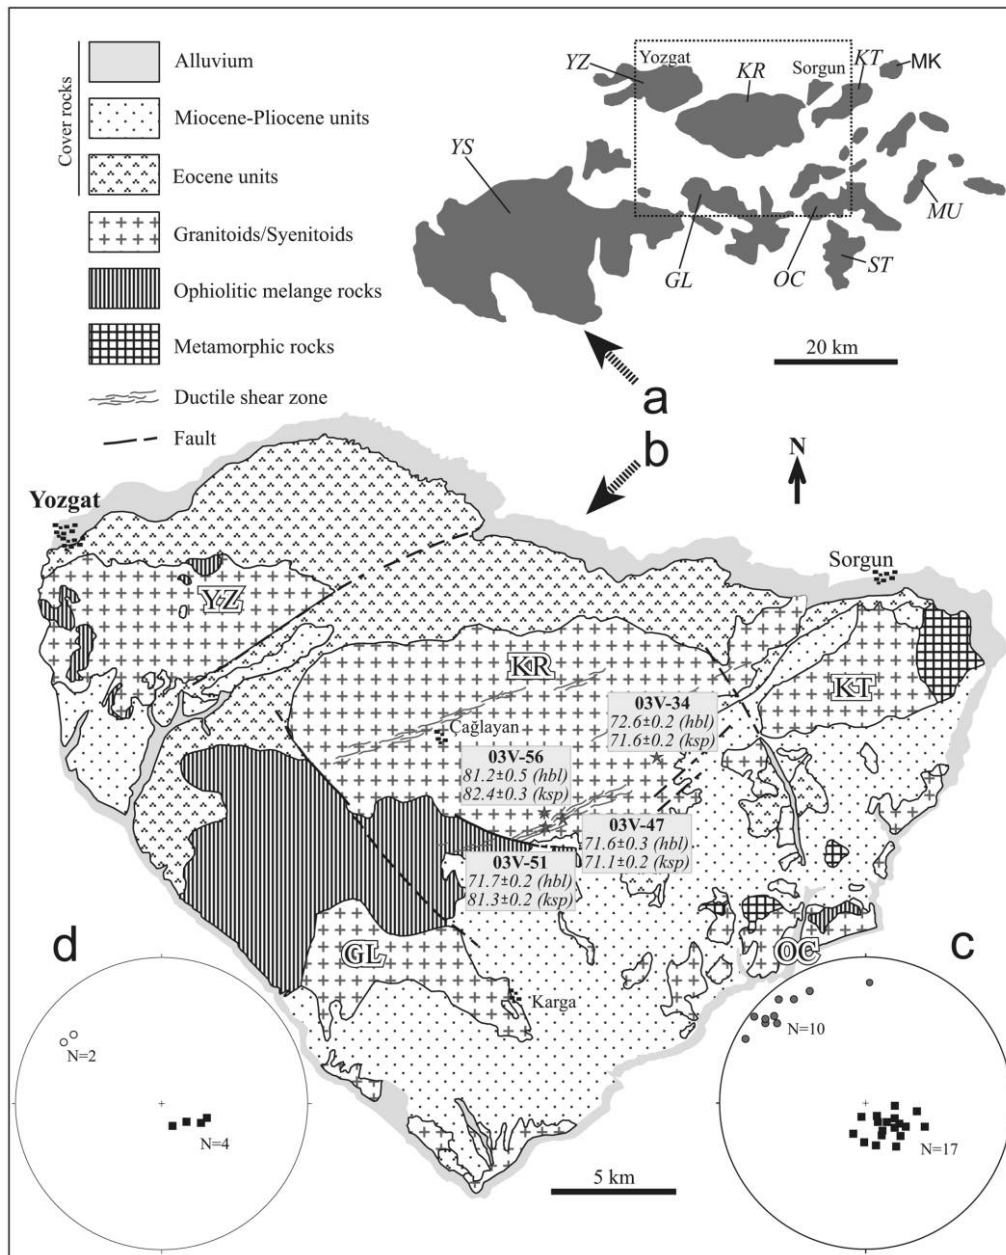 Cover rocks
Alluvium
Miocene-Pliocene units
Eocene units
Granitoids/Syenitoids
Ophiolitic melange rocks
Metamorphic rocks
Ductile shear zone
Fault
YZ
Yozgat
KR
Sorgun
KT
MK
YS
MU
GL
OC
ST
20 km
a
b
N
Yozgat
Sorgun
YZ
KR
KT
Çağlayan
03V-34
72.6±0.2 (hbl)
71.6±0.2 (ksp)
03V-56
81.2±0.5 (hbl)
82.4±0.3 (ksp)
03V-47
71.6±0.3 (hbl)
71.1±0.2 (ksp)
03V-51
71.7±0.2 (hbl)
81.3±0.2 (ksp)
GL
OC
Karga
d
N=2
N=4
c
N=10
N=17
5 km